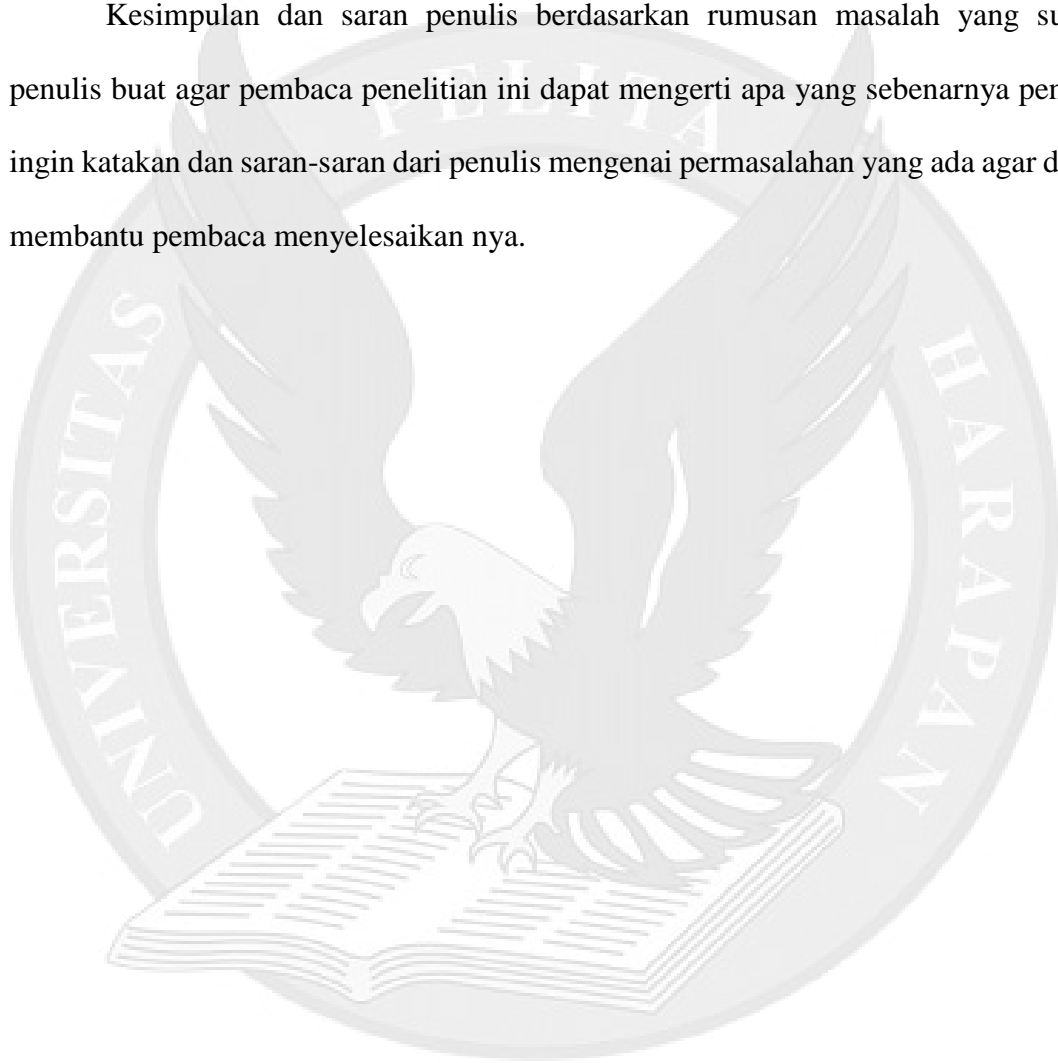 Kesimpulan dan saran penulis berdasarkan rumusan masalah yang
penulis buat agar pembaca penelitian ini dapat mengerti apa yang sebenarnya
ingin katakan dan saran-saran dari penulis mengenai permasalahan yang ada agar
membantu pembaca menyelesaikan nya.
UNIVERSITAS PELITA HARAPAN